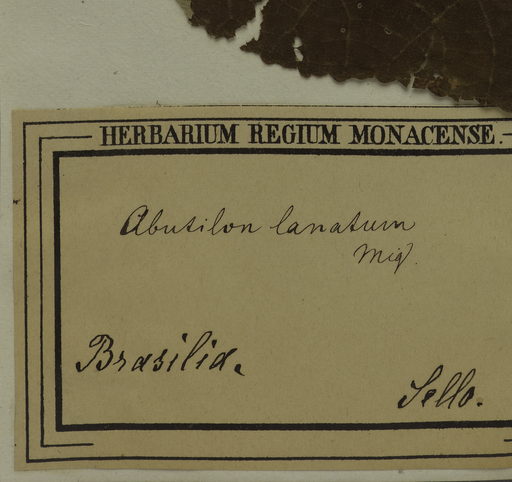 HERBARIUM REGIUM MONACENSE.
Abutilon lanatum
Miq.
Brasilia.
Sello.